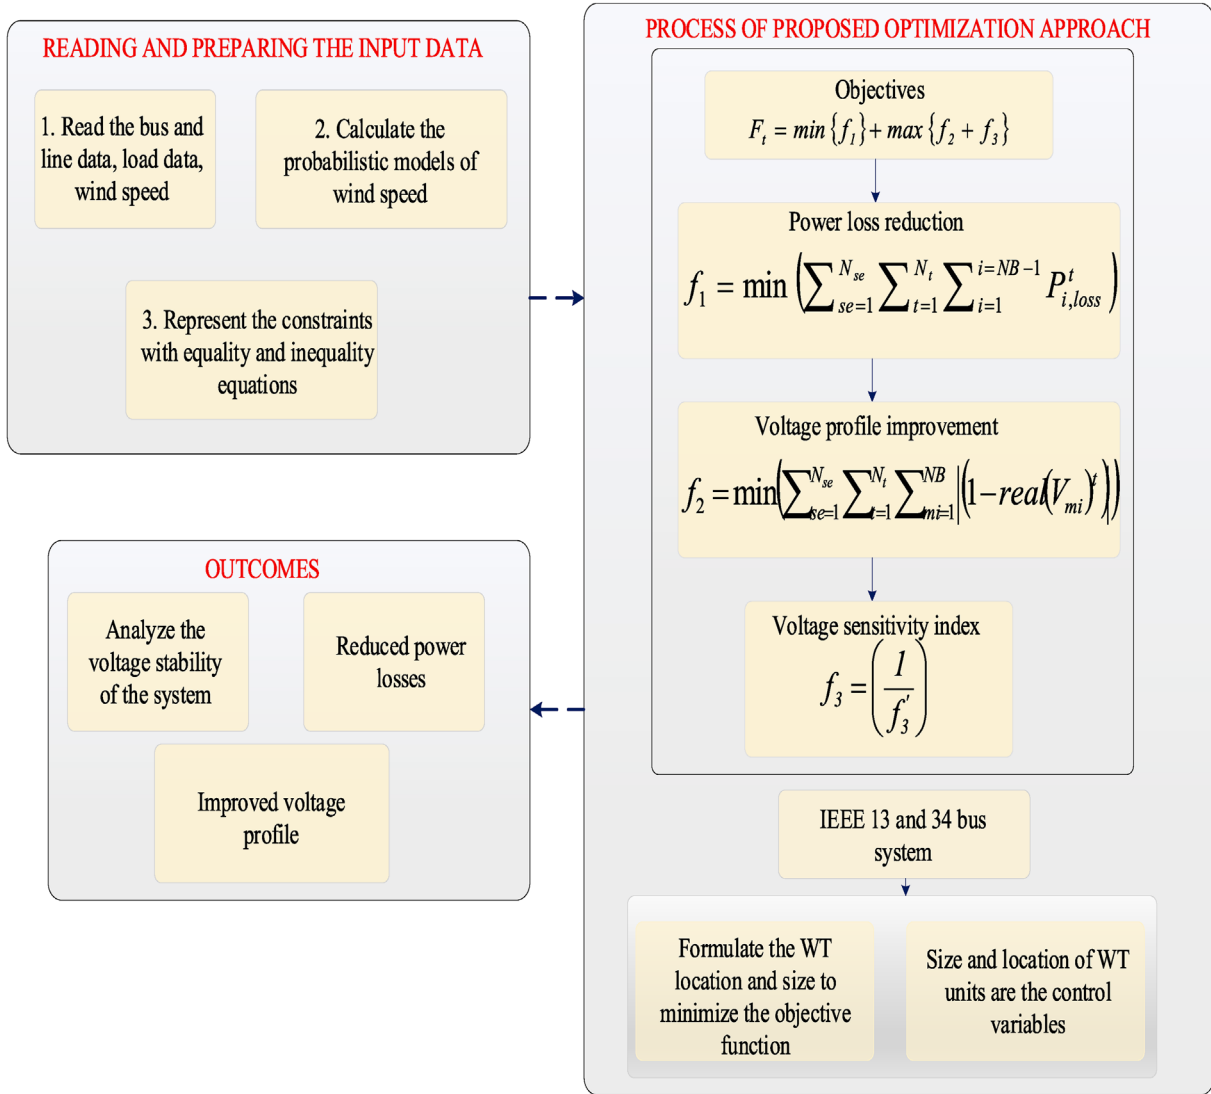 READING AND PREPARING THE INPUT DATA
1. Read the bus and
line data, load data,
wind speed
2. Calculate the
probabilistic models of
wind speed
3. Represent the constraints
with equality and inequality
equations
PROCESS OF PROPOSED OPTIMIZATION APPROACH
Objectives
F_t = min {f_1} + max {f_2 + f_3}
Power loss reduction
f_1 = min (∑_{se=1}^{N_{se}} ∑_{t=1}^{N_t} ∑_{i=1}^{i=NB-1} P_{i,loss}^t)
Voltage profile improvement
f_2 = min(∑_{se=1}^{N_{se}} ∑_{t=1}^{N_t} ∑_{mi=1}^{NB} |(1-real(V_{mi})^t)|)
Voltage sensitivity index
f_3 = (1/f_3^')
IEEE 13 and 34 bus
system
Formulate the WT
location and size to
minimize the objective
function
Size and location of WT
units are the control
variables
OUTCOMES
Analyze the
voltage stability
of the system
Reduced power
losses
Improved voltage
profile